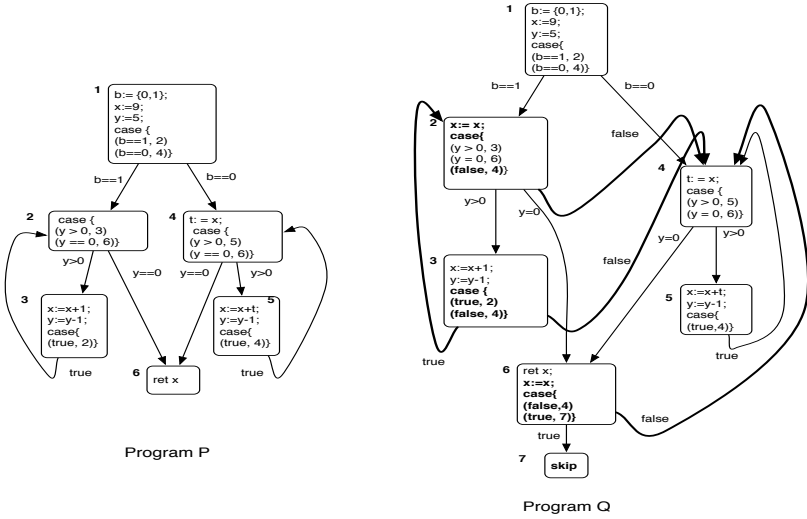 1
b:= {0,1};
x:=9;
y:=5;
case {
(b==1, 2)
(b==0, 4)}
b==1
b==0
2
case {
(y > 0, 3)
(y == 0, 6)}
4
t: = x;
case {
(y > 0, 5)
(y == 0, 6)}
y>0
y==0
y==0
y>0
3
x:=x+1;
y:=y-1;
case{
(true, 2)}
true
5
x:=x+t;
y:=y-1;
case{
(true, 4)}
true
6
ret x
Program P
1
b:= {0,1};
x:=9;
y:=5;
case{
(b==1, 2)
(b==0, 4)}
b==1
b==0
2
x:= x;
case{
(y > 0, 3)
(y = 0, 6)
(false, 4)}
false
4
t: = x;
case {
(y > 0, 5)
(y = 0, 6)}
y>0
y=0
y=0
y>0
3
x:=x+1;
y:=y-1;
case {
(true, 2)
(false, 4)}
false
true
5
x:=x+t;
y:=y-1;
case{
(true,4)}
true
6
ret x;
x:=x;
case{
(false,4)
(true, 7)}
false
true
7
skip
Program Q